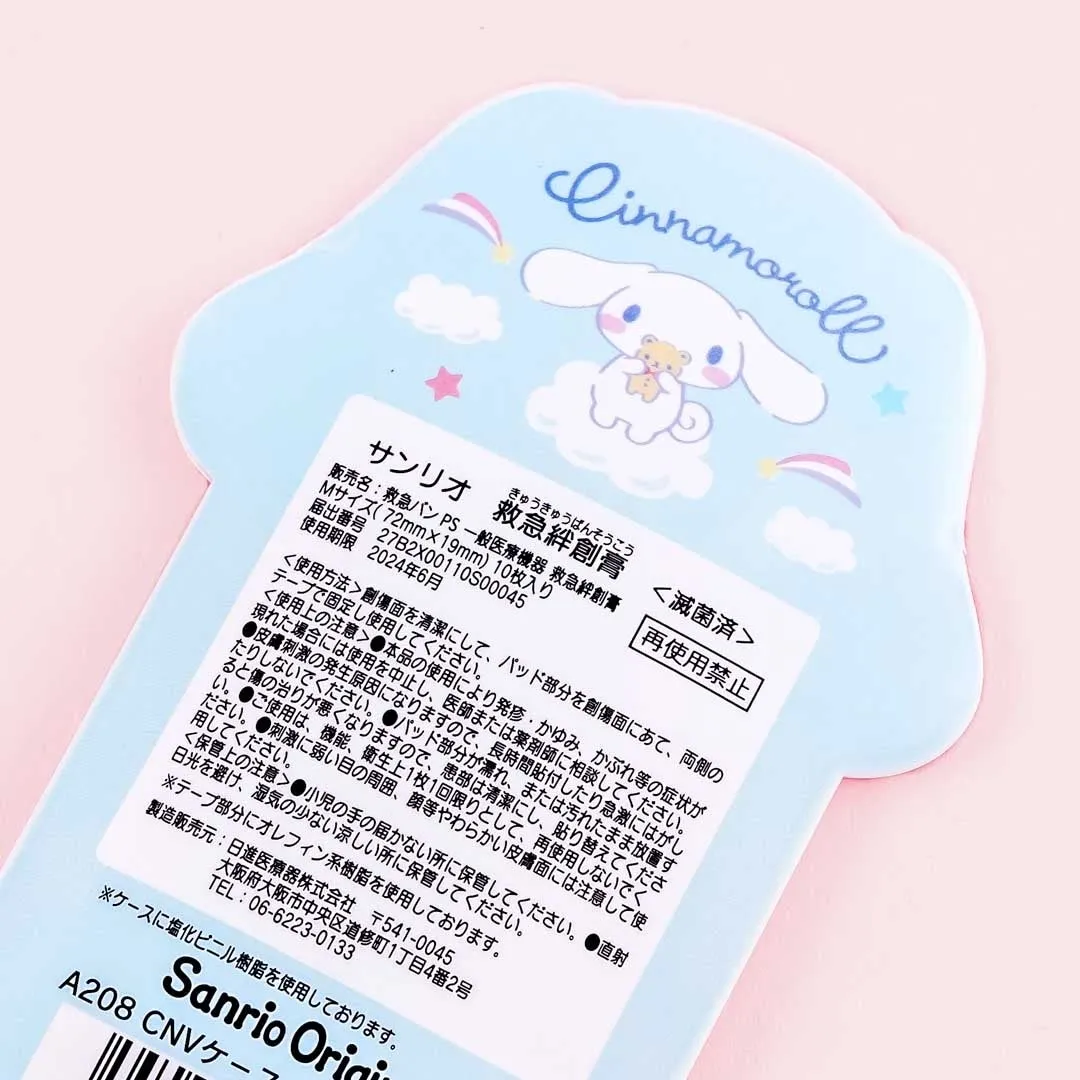 Cinnamoroll
サンリオ 救急絆創膏
きゅうきゅうばんそうこう
<滅菌済>
販売名:救急バン PS 一般医療機器 救急絆創膏
Mサイズ(72mm×19mm) 10枚入り
届出番号 27B2X00110S00045
使用期限 2024年6月
再使用禁止
<使用方法>創傷面を清潔にして、パッド部分を創傷面にあて、両側の
テープで固定し使用してください。
<使用上の注意>●本品の使用により発疹・かゆみ、かぶれ等の症状が
現れた場合には使用を中止し、医師または薬剤師に相談してください。
●皮膚刺激の発生原因になりますので、長時間貼付したり急激にはがし
たりしないでください。●パッド部分が濡れ、または汚れたまま放置す
ると傷の治りが悪くなりますので、患部は清潔にし、貼り替えてくださ
い。●ご使用は、機能、衛生上1枚1回限りとして、再使用しないでく
ださい。●刺激に弱い目の周囲、顔等やわらかい皮膚面には注意して使
用してください。
<保管上の注意>●小児の手の届かない所に保管してください。●直射
日光を避け、湿気の少ない涼しい所に保管してください。
※テープ部分にオレフィン系樹脂を使用しております。
製造販売元:日進医療器株式会社 〒541-0045
大阪府大阪市中央区道修町1丁目4番2号
TEL:06-6223-0133
※ケースに塩化ビニル樹脂を使用しております。
Sanrio Origi
A208 CNVケース